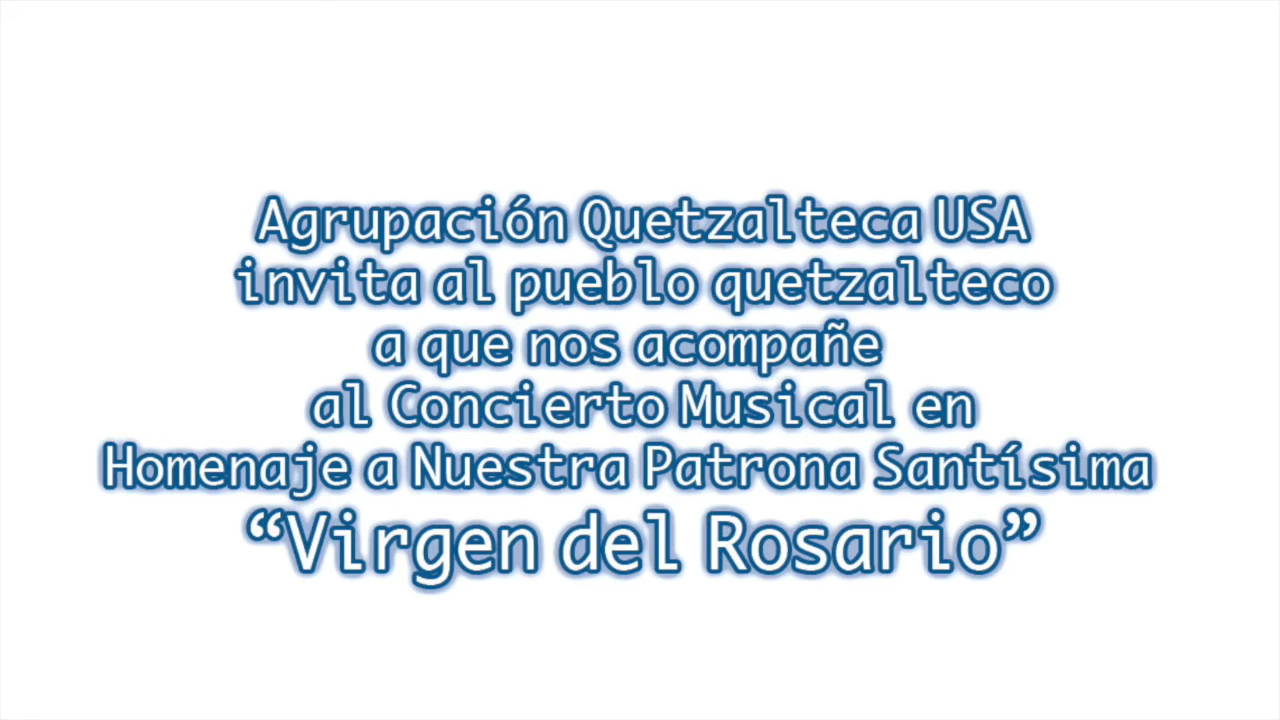 Agrupación Quetzalteca USA
invita al pueblo quetzalteco
a que nos acompañe
al Concierto Musical en
Homenaje a Nuestra Patrona Santísima
“Virgen del Rosario”